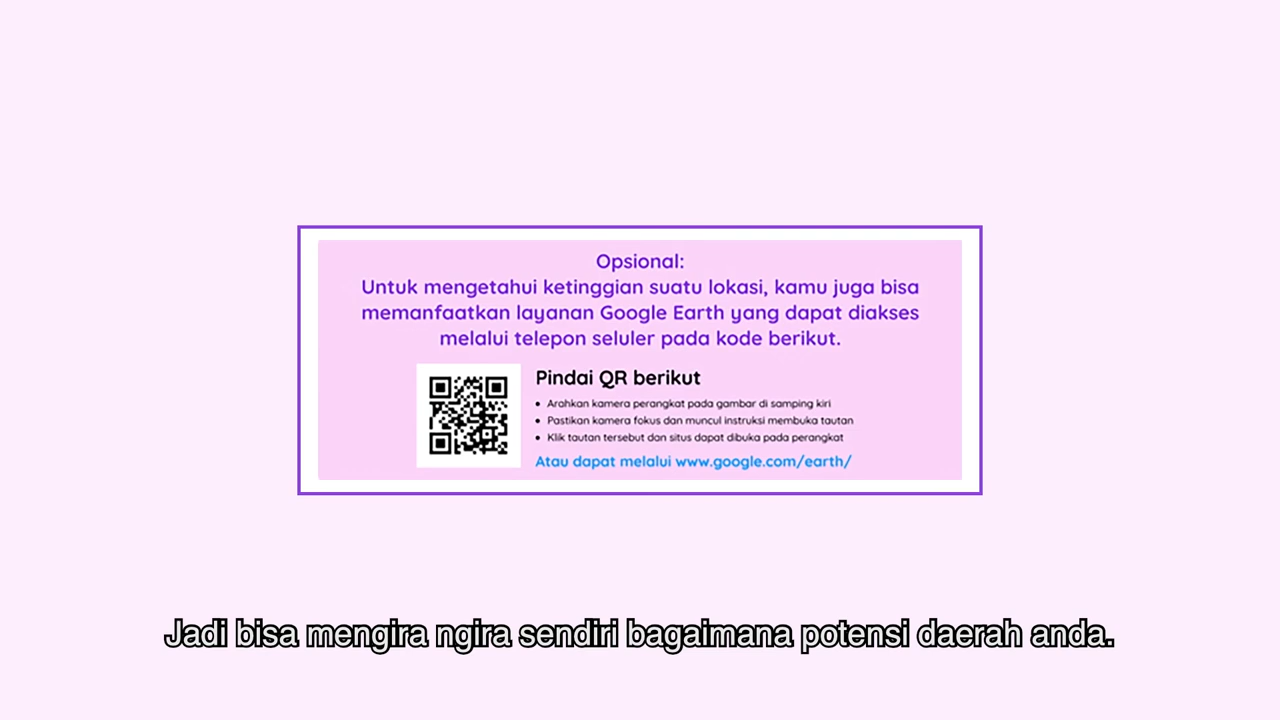 Opsional:
Untuk mengetahui ketinggian suatu lokasi, kamu juga bisa
memanfaatkan layanan Google Earth yang dapat diakses
melalui telepon seluler pada kode berikut.
Pindai QR berikut
• Arahkan kamera perangkat pada gambar di samping kiri
• Pastikan kamera fokus dan muncul instruksi membuka tautan
• Klik tautan tersebut dan situs dapat dibuka pada perangkat
Atau dapat melalui www.google.com/earth/
Jadi bisa mengira ngira sendiri bagaimana potensi daerah anda.